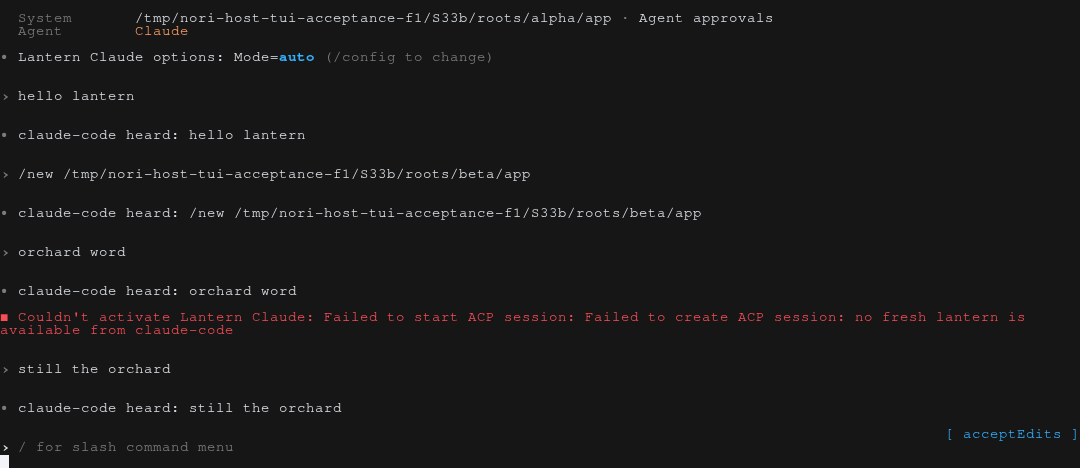 System /tmp/nori-host-tui-acceptance-f1/S33b/roots/alpha/app · Agent approvals
Agent Claude
• Lantern Claude options: Mode=auto (/config to change)
› hello lantern
• claude-code heard: hello lantern
› /new /tmp/nori-host-tui-acceptance-f1/S33b/roots/beta/app
• claude-code heard: /new /tmp/nori-host-tui-acceptance-f1/S33b/roots/beta/app
› orchard word
• claude-code heard: orchard word
■ Couldn't activate Lantern Claude: Failed to start ACP session: Failed to create ACP session: no fresh lantern is
available from claude-code
› still the orchard
• claude-code heard: still the orchard
[ acceptEdits ]
› / for slash command menu